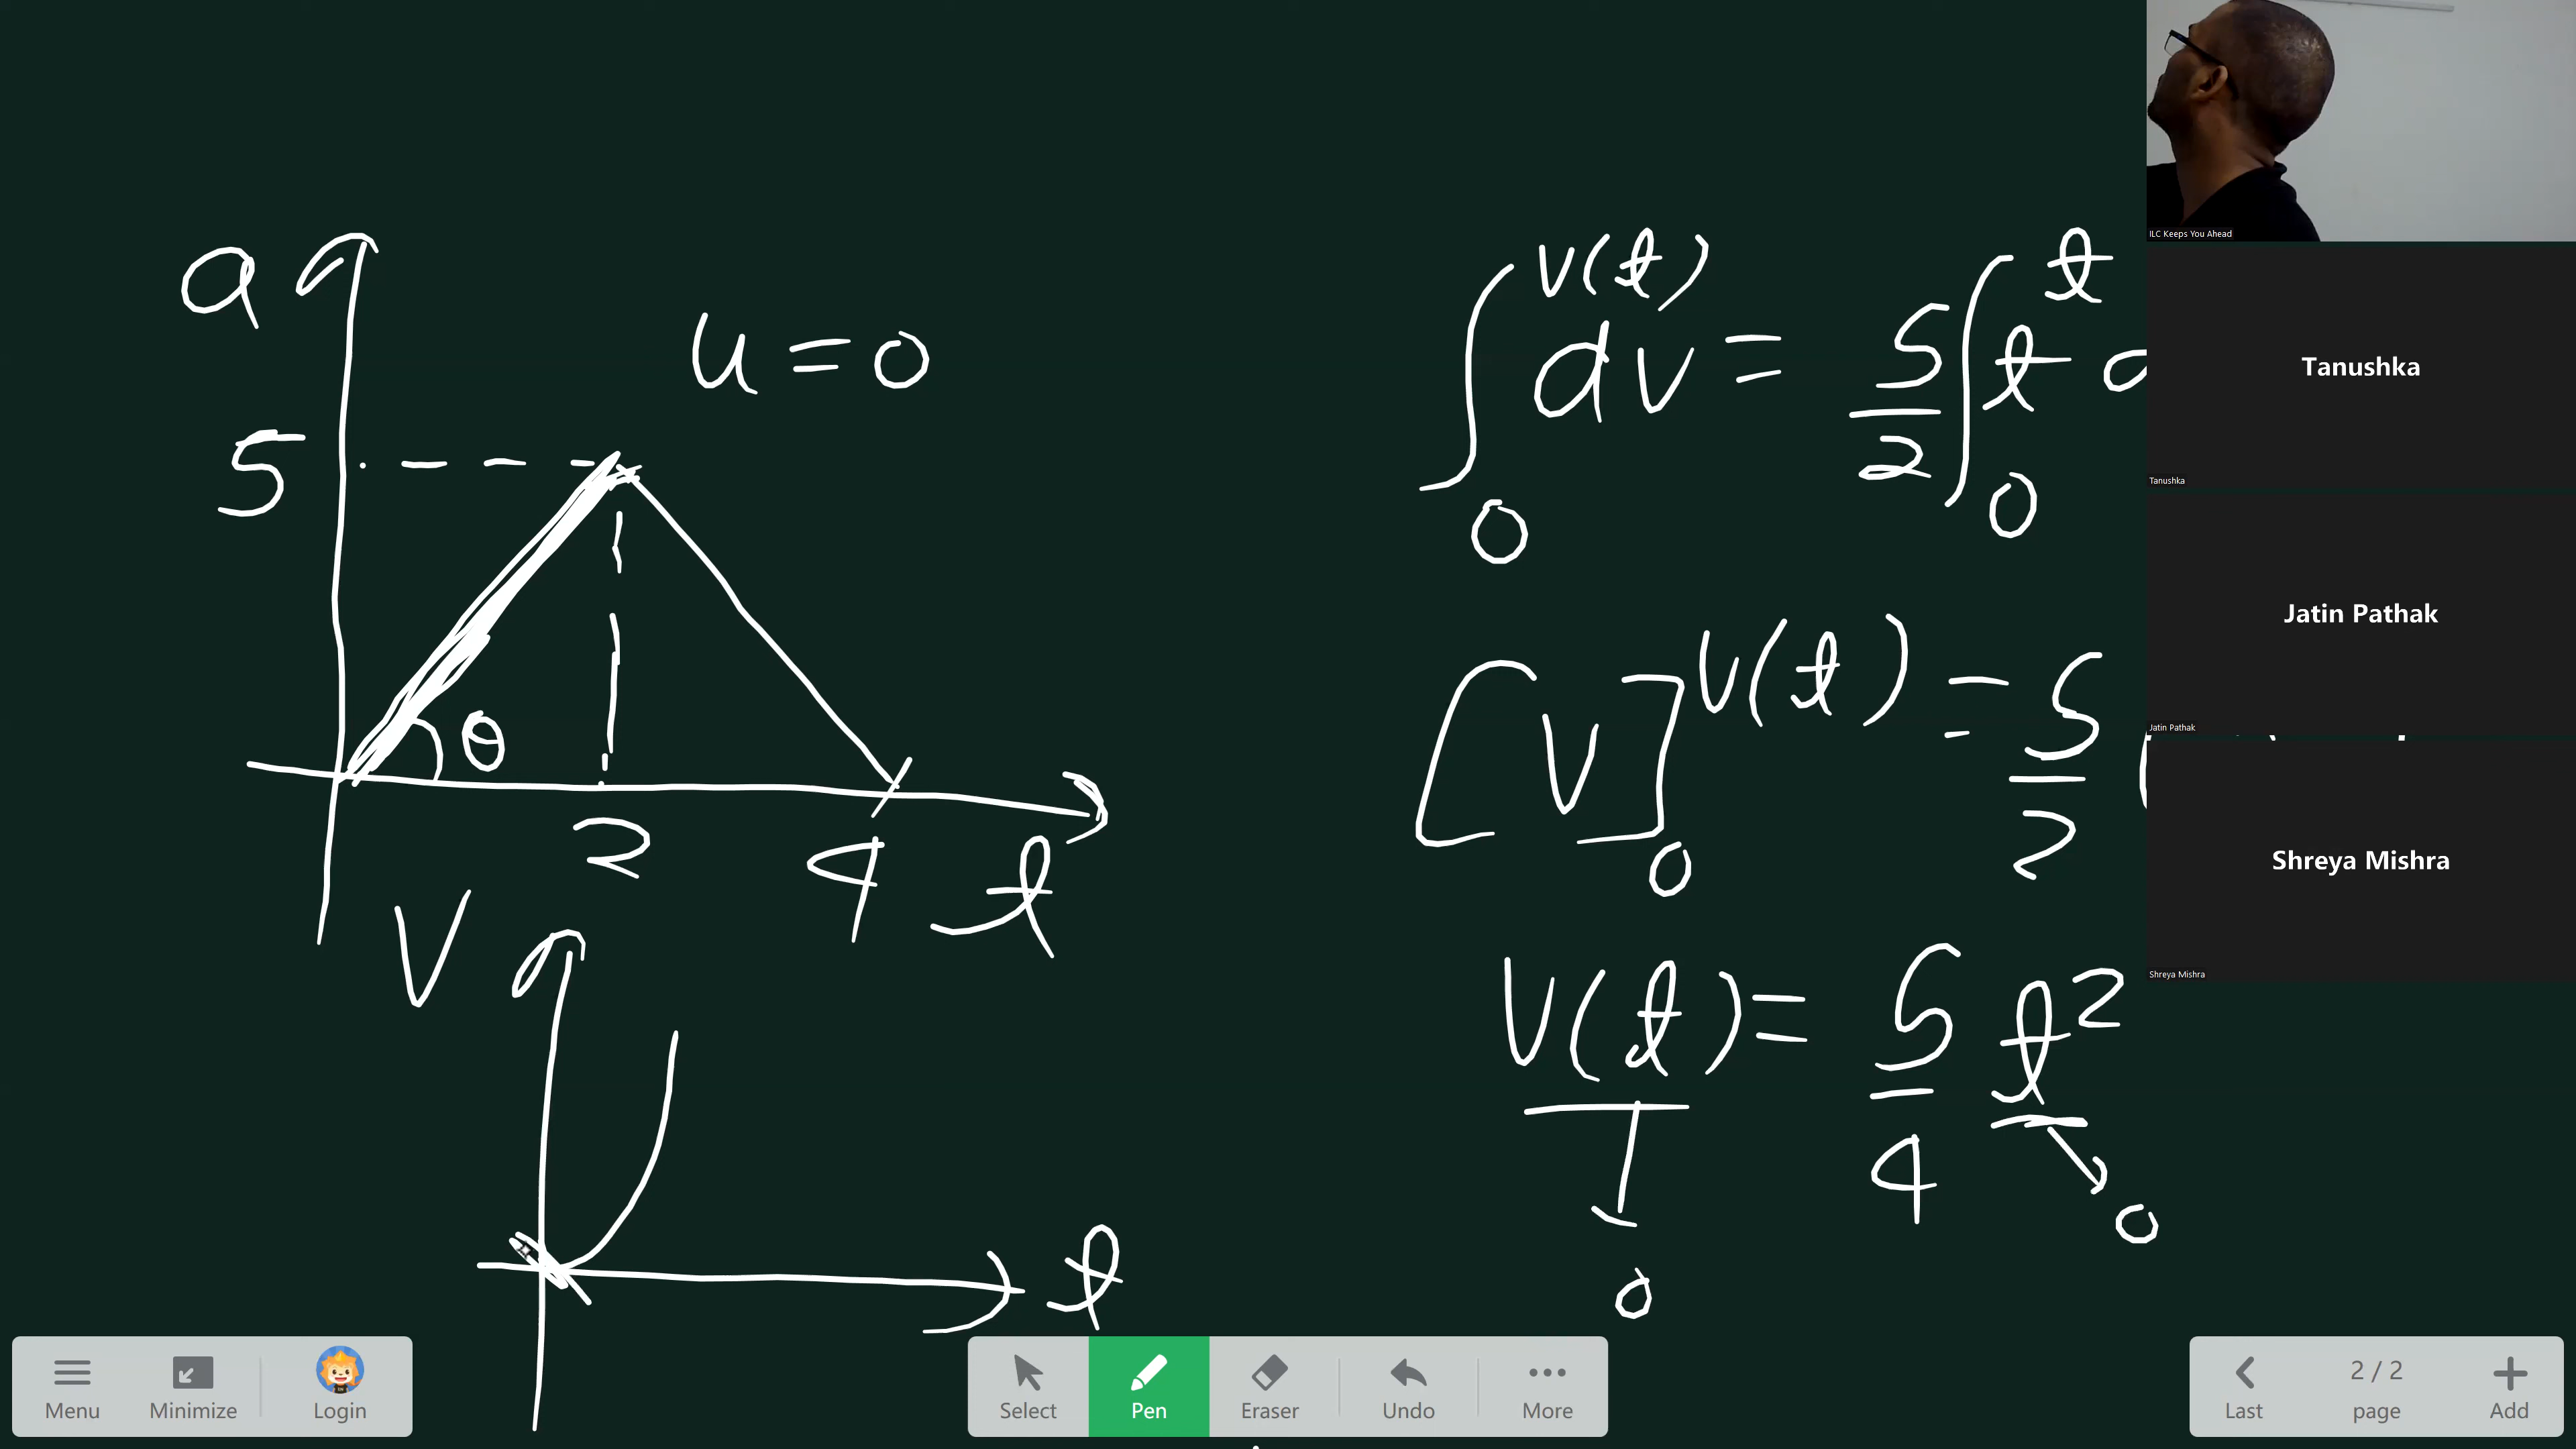 a
u = 0
5
θ
2
4
t
V
t
∫₀^{V(t)} dv = 5/2 ∫₀^{t} t
[V]₀^{V(t)} = 5/2
V(t) = 5/4 t²
0
0
ILC Keeps You Ahead
Tanushka
Tanushka
Jatin Pathak
Jatin Pathak
Shreya Mishra
Shreya Mishra
Menu
Minimize
Login
Select
Pen
Eraser
Undo
More
Last
2 / 2
page
Add